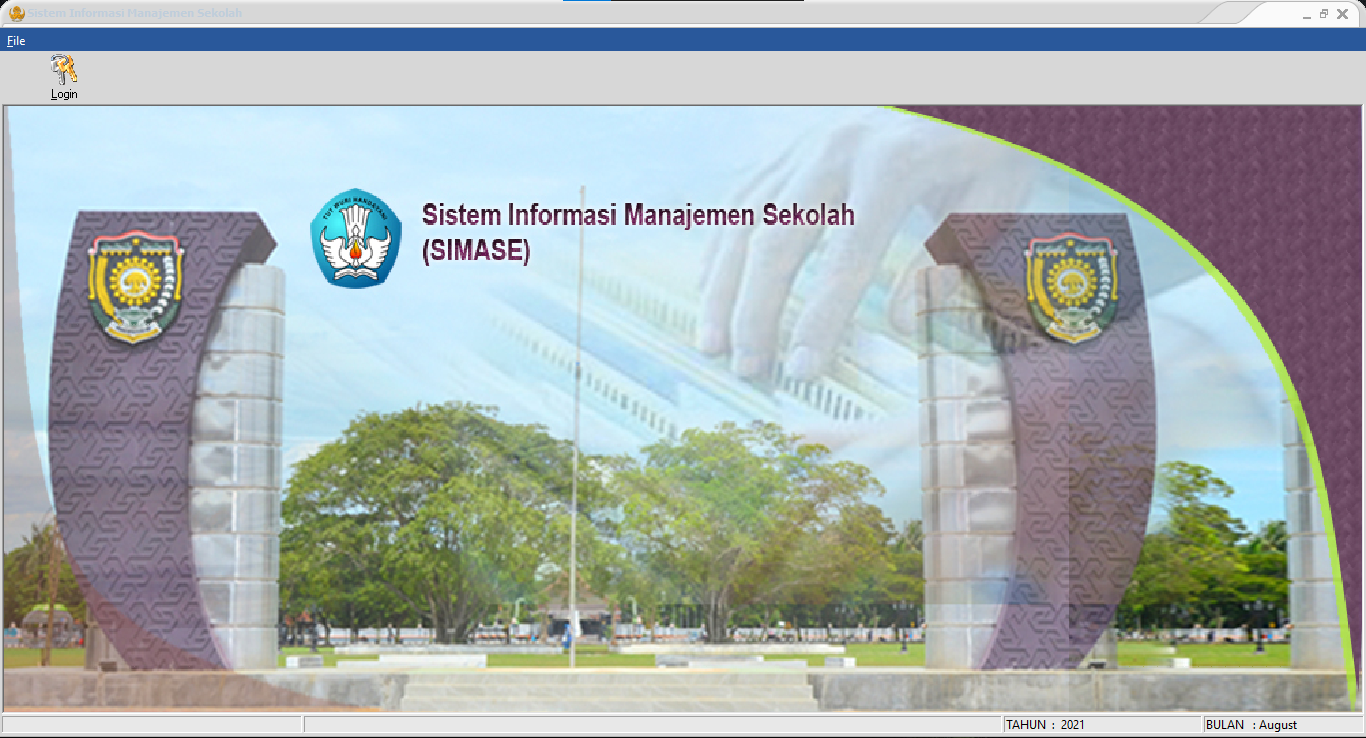 Sistem Informasi Manajemen Sekolah
File
Login
TUT WURI HANDAYANI
Sistem Informasi Manajemen Sekolah
(SIMASE)
TAHUN : 2021
BULAN : August